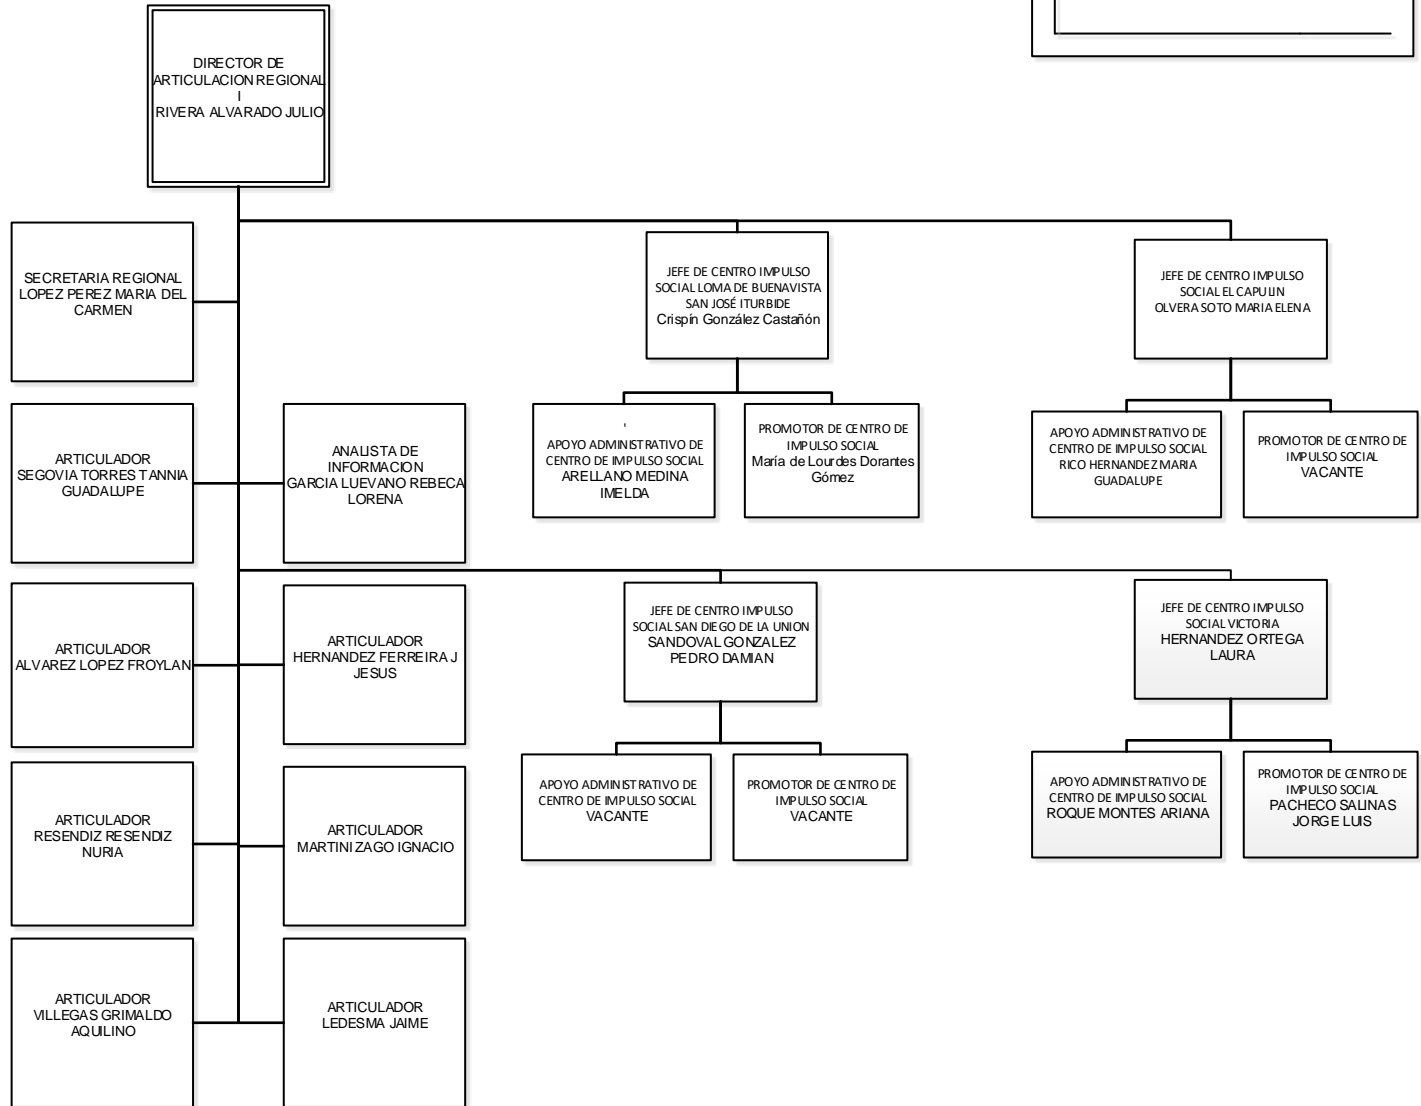 DIRECTOR DE
ARTICULACION REGIONAL
I
RIVERA ALVARADO JULIO
SECRETARIA REGIONAL
LOPEZ PEREZ MARIA DEL
CARMEN
JEFE DE CENTRO IMPULSO
SOCIAL LOMA DE BUENAVISTA
SAN JOSÉ ITURBIDE
Crispín González Castañón
JEFE DE CENTRO IMPULSO
SOCIAL EL CAPULIN
OLVERA SOTO MARIA ELENA
ARTICULADOR
SEGOVIA TORRES TANNIA
GUADALUPE
ANALISTA DE
INFORMACION
GARCIA LUEVANO REBECA
LORENA
APOYO ADMINISTRATIVO DE
CENTRO DE IMPULSO SOCIAL
ARELLANO MEDINA
IMELDA
PROMOTOR DE CENTRO DE
IMPULSO SOCIAL
María de Lourdes Dorantes
Gómez
APOYO ADMINISTRATIVO DE
CENTRO DE IMPULSO SOCIAL
RICO HERNANDEZ MARIA
GUADALUPE
PROMOTOR DE CENTRO DE
IMPULSO SOCIAL
VACANTE
ARTICULADOR
ALVAREZ LOPEZ FROYLAN
ARTICULADOR
HERNANDEZ FERREIRA J
JESUS
JEFE DE CENTRO IMPULSO
SOCIAL SAN DIEGO DE LA UNION
SANDOVAL GONZALEZ
PEDRO DAMIAN
JEFE DE CENTRO IMPULSO
SOCIAL VICTORIA
HERNANDEZ ORTEGA
LAURA
ARTICULADOR
RESENDIZ RESENDIZ
NURIA
ARTICULADOR
MARTINI ZAGO IGNACIO
APOYO ADMINISTRATIVO DE
CENTRO DE IMPULSO SOCIAL
VACANTE
PROMOTOR DE CENTRO DE
IMPULSO SOCIAL
VACANTE
APOYO ADMINISTRATIVO DE
CENTRO DE IMPULSO SOCIAL
ROQUE MONTES ARIANA
PROMOTOR DE CENTRO DE
IMPULSO SOCIAL
PACHECO SALINAS
JORGE LUIS
ARTICULADOR
VILLEGAS GRIMALDO
AQUILINO
ARTICULADOR
LEDESMA JAIME